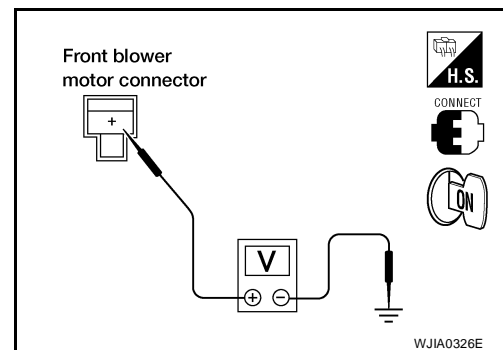 Front blower
motor connector
+
H.S.
CONNECT
ON
V
+ −
WJIA0326E